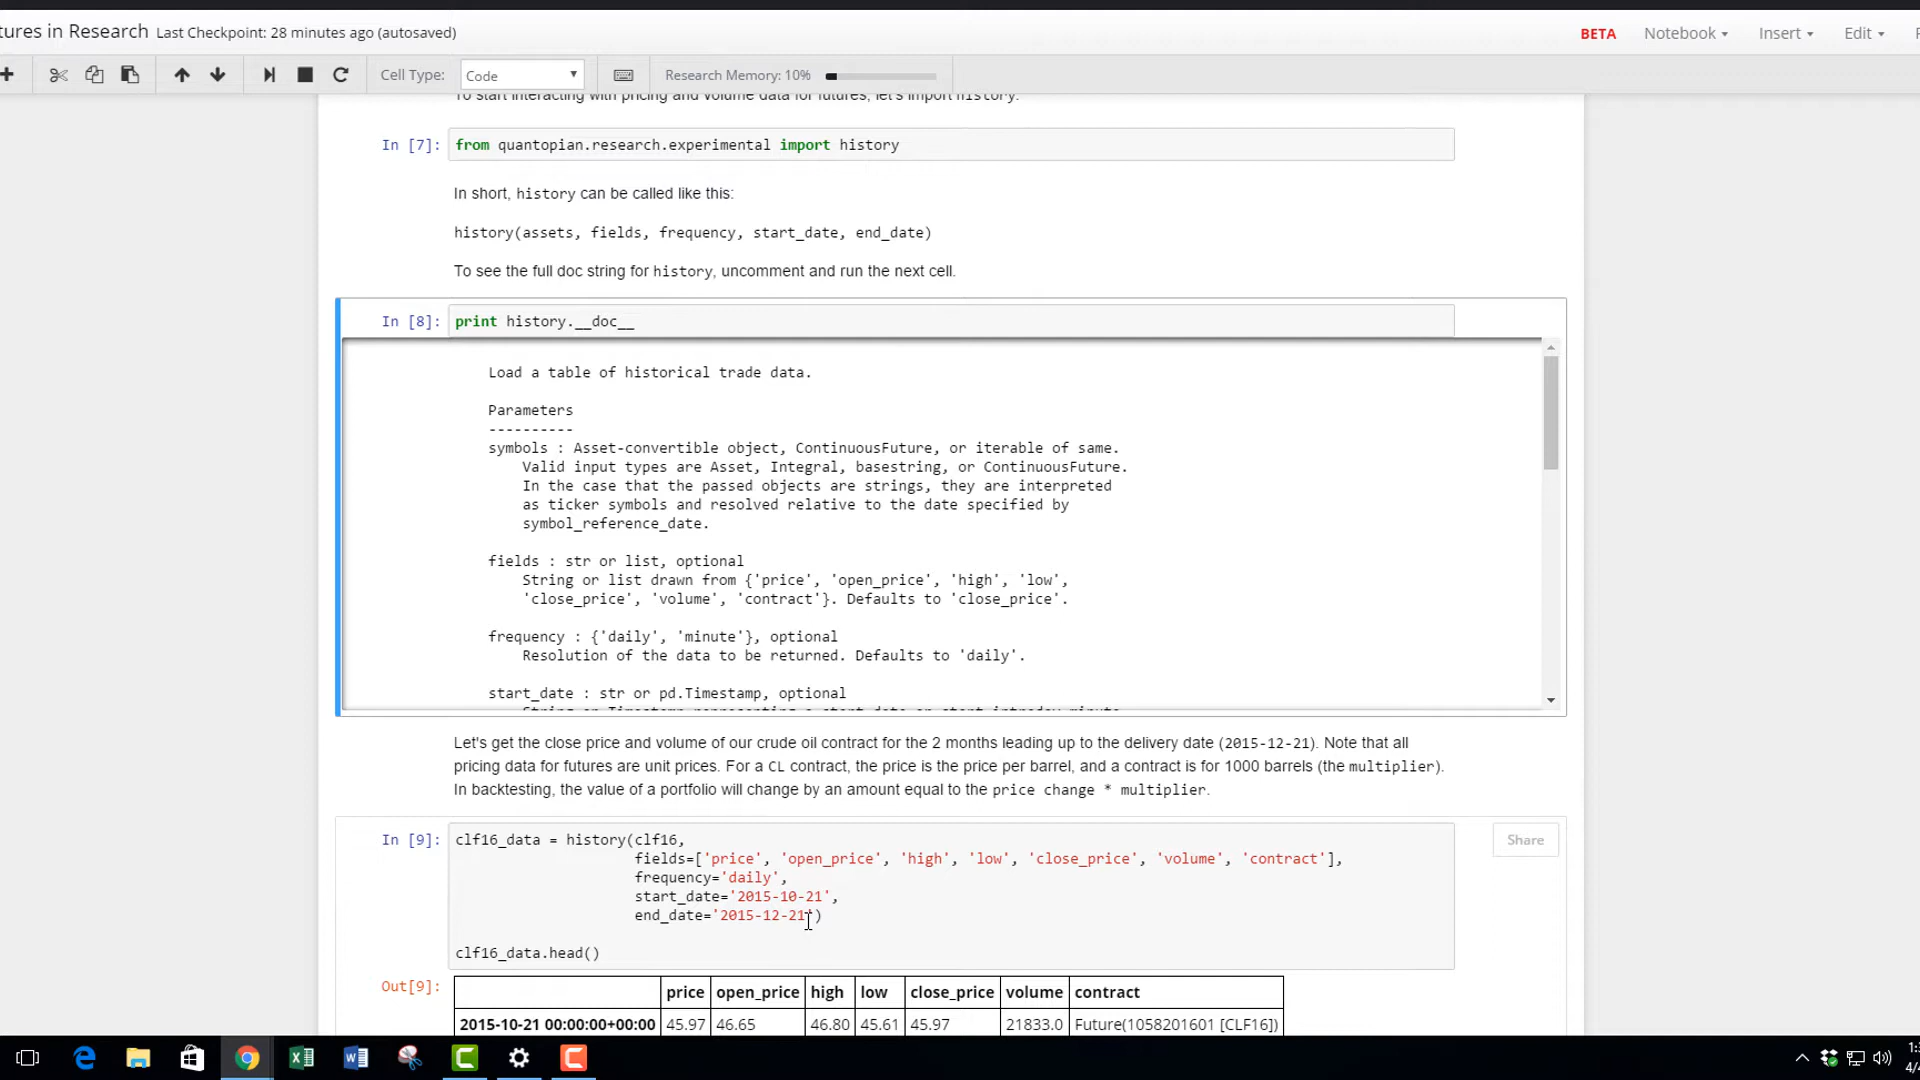 tures in Research Last Checkpoint: 28 minutes ago (autosaved)
BETA Notebook Insert Edit
Cell Type: Code Research Memory: 10%
To start interacting with pricing and volume data for futures, let's import history.
In [7]: from quantopian.research.experimental import history
In short, history can be called like this:
history(assets, fields, frequency, start_date, end_date)
To see the full doc string for history, uncomment and run the next cell.
In [8]: print history.__doc__
Load a table of historical trade data.
Parameters
----------
symbols : Asset-convertible object, ContinuousFuture, or iterable of same.
Valid input types are Asset, Integral, basestring, or ContinuousFuture.
In the case that the passed objects are strings, they are interpreted
as ticker symbols and resolved relative to the date specified by
symbol_reference_date.
fields : str or list, optional
String or list drawn from {'price', 'open_price', 'high', 'low',
'close_price', 'volume', 'contract'}. Defaults to 'close_price'.
frequency : {'daily', 'minute'}, optional
Resolution of the data to be returned. Defaults to 'daily'.
start_date : str or pd.Timestamp, optional
Let's get the close price and volume of our crude oil contract for the 2 months leading up to the delivery date (2015-12-21). Note that all
pricing data for futures are unit prices. For a CL contract, the price is the price per barrel, and a contract is for 1000 barrels (the multiplier).
In backtesting, the value of a portfolio will change by an amount equal to the price change * multiplier.
In [9]: clf16_data = history(clf16,
fields=['price', 'open_price', 'high', 'low', 'close_price', 'volume', 'contract'],
frequency='daily',
start_date='2015-10-21',
end_date='2015-12-21')
clf16_data.head()
Share
Out[9]:
price open_price high low close_price volume contract
2015-10-21 00:00:00+00:00 45.97 46.65 46.80 45.61 45.97 21833.0 Future(1058201601 [CLF16])